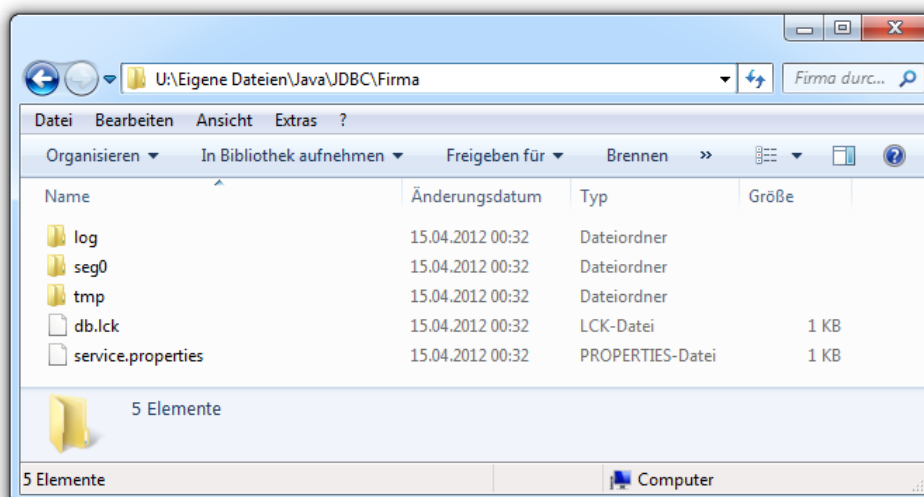 U:\Eigene Dateien\Java\JDBC\Firma Firma durc...
Datei Bearbeiten Ansicht Extras ?
Organisieren In Bibliothek aufnehmen Freigeben für Brennen »
Name Änderungsdatum Typ Größe
log 15.04.2012 00:32 Dateiordner
seg0 15.04.2012 00:32 Dateiordner
tmp 15.04.2012 00:32 Dateiordner
db.lck 15.04.2012 00:32 LCK-Datei 1 KB
service.properties 15.04.2012 00:32 PROPERTIES-Datei 1 KB
5 Elemente
5 Elemente Computer